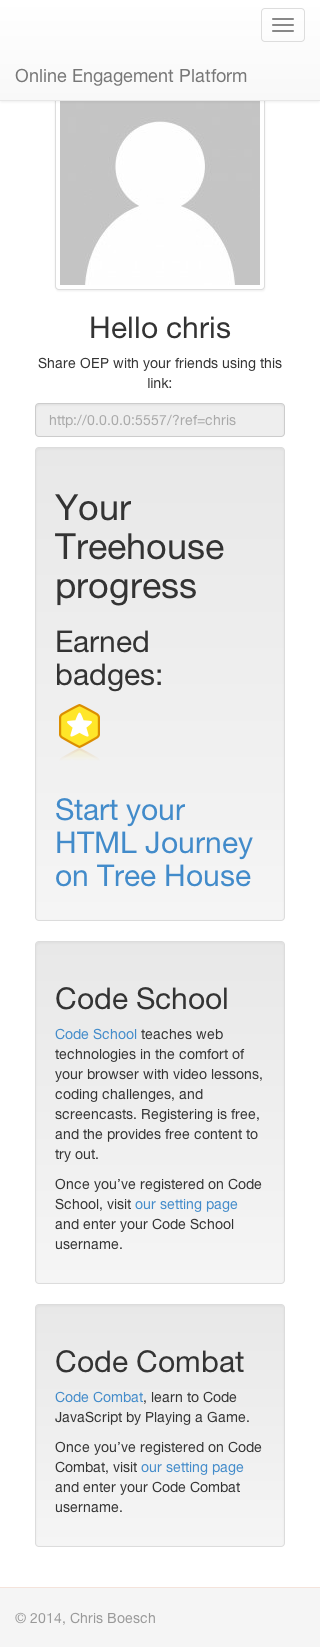 Online Engagement Platform
Hello chris
Share OEP with your friends using this
link:
http://0.0.0.0:5557/?ref=chris
Your
Treehouse
progress
Earned
badges:
Start your
HTML Journey
on Tree House
Code School
Code School teaches web
technologies in the comfort of
your browser with video lessons,
coding challenges, and
screencasts. Registering is free,
and the provides free content to
try out.
Once you’ve registered on Code
School, visit our setting page
and enter your Code School
username.
Code Combat
Code Combat, learn to Code
JavaScript by Playing a Game.
Once you’ve registered on Code
Combat, visit our setting page
and enter your Code Combat
username.
© 2014, Chris Boesch